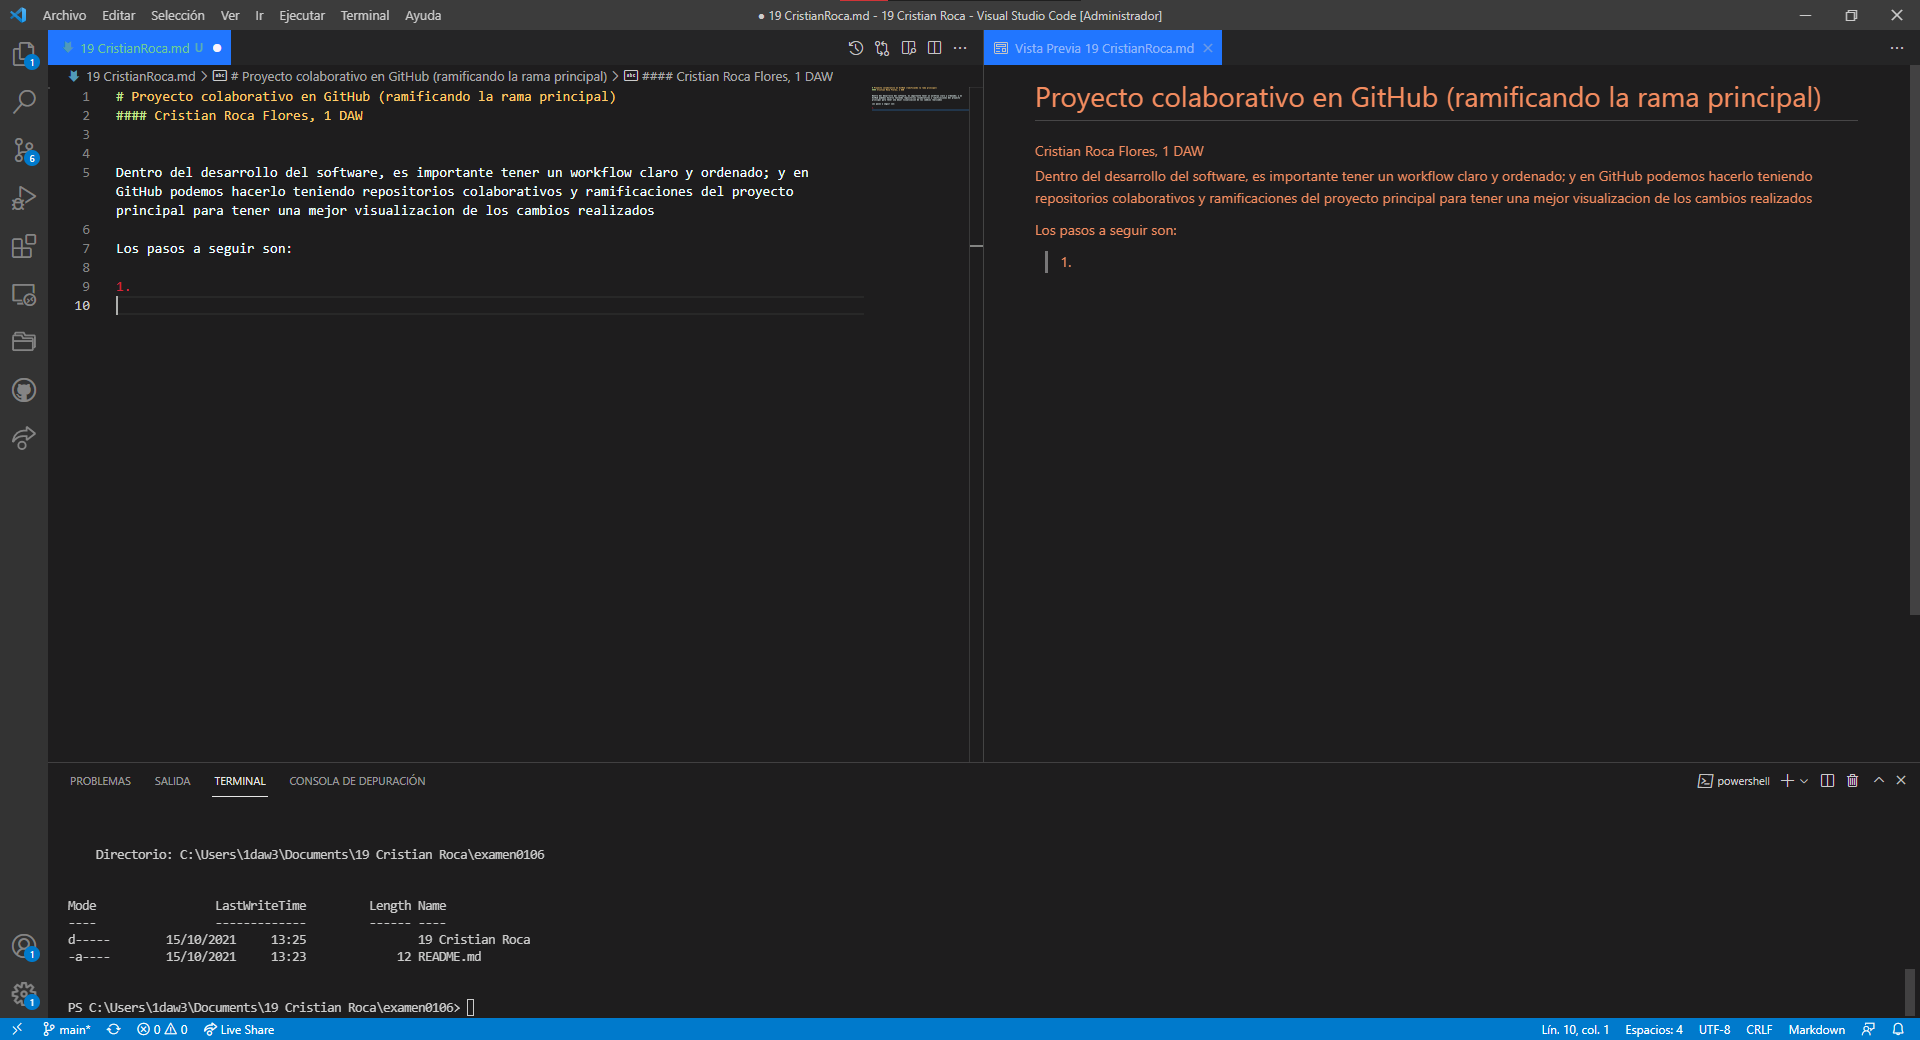 Archivo Editar Selección Ver Ir Ejecutar Terminal Ayuda
● 19 CristianRoca.md - 19 Cristian Roca - Visual Studio Code [Administrador]
19 CristianRoca.md U
Vista Previa 19 CristianRoca.md
19 CristianRoca.md > # Proyecto colaborativo en GitHub (ramificando la rama principal) > #### Cristian Roca Flores, 1 DAW
1 # Proyecto colaborativo en GitHub (ramificando la rama principal)
2 #### Cristian Roca Flores, 1 DAW
3
4
5 Dentro del desarrollo del software, es importante tener un workflow claro y ordenado; y en
GitHub podemos hacerlo teniendo repositorios colaborativos y ramificaciones del proyecto
principal para tener una mejor visualizacion de los cambios realizados
6
7 Los pasos a seguir son:
8
9 1.
10
Proyecto colaborativo en GitHub (ramificando la rama principal)
Cristian Roca Flores, 1 DAW
Dentro del desarrollo del software, es importante tener un workflow claro y ordenado; y en GitHub podemos hacerlo teniendo
repositorios colaborativos y ramificaciones del proyecto principal para tener una mejor visualizacion de los cambios realizados
Los pasos a seguir son:
1.
1
6
1
1
PROBLEMAS SALIDA TERMINAL CONSOLA DE DEPURACIÓN
powershell
Directorio: C:\Users\1daw3\Documents\19 Cristian Roca\examen0106
Mode LastWriteTime Length Name
---- ------------- ------ ----
d----- 15/10/2021 13:25 19 Cristian Roca
-a---- 15/10/2021 13:23 12 README.md
PS C:\Users\1daw3\Documents\19 Cristian Roca\examen0106>
main* 0 0 Live Share
Lín. 10, col. 1 Espacios: 4 UTF-8 CRLF Markdown